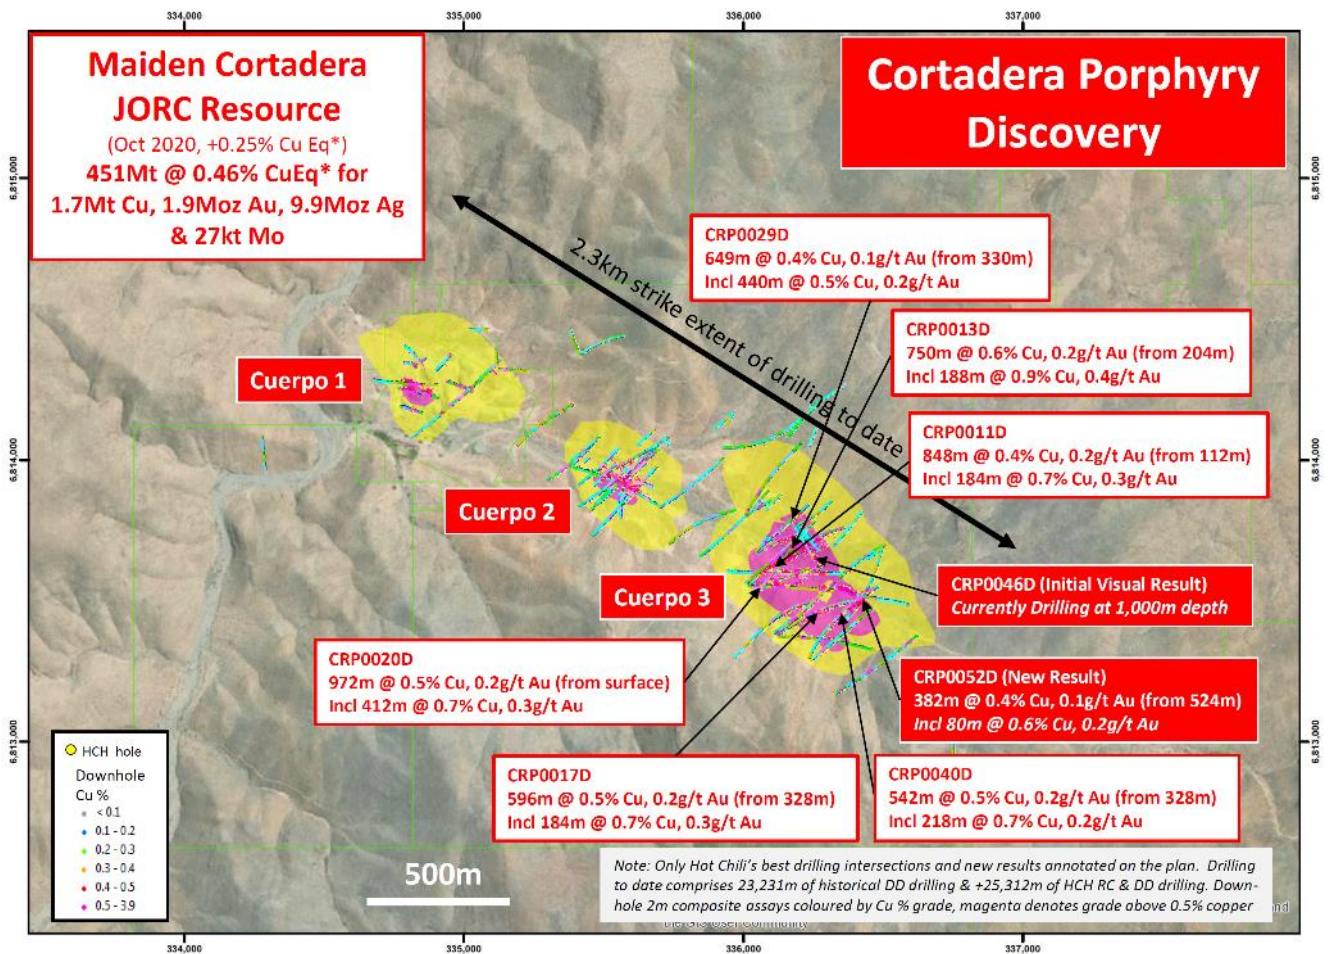 334,000
335,000
336,000
337,000
Maiden Cortadera
JORC Resource
(Oct 2020, +0.25% Cu Eq*)
451Mt @ 0.46% CuEq* for
1.7Mt Cu, 1.9Moz Au, 9.9Moz Ag
& 27kt Mo
Cortadera Porphyry
Discovery
6,815,000
6,815,000
2.3km strike extent of drilling to date
CRP0029D
649m @ 0.4% Cu, 0.1g/t Au (from 330m)
Incl 440m @ 0.5% Cu, 0.2g/t Au
CRP0013D
750m @ 0.6% Cu, 0.2g/t Au (from 204m)
Incl 188m @ 0.9% Cu, 0.4g/t Au
Cuerpo 1
CRP0011D
848m @ 0.4% Cu, 0.2g/t Au (from 112m)
Incl 184m @ 0.7% Cu, 0.3g/t Au
6,814,000
6,814,000
Cuerpo 2
Cuerpo 3
CRP0046D (Initial Visual Result)
Currently Drilling at 1,000m depth
CRP0020D
972m @ 0.5% Cu, 0.2g/t Au (from surface)
Incl 412m @ 0.7% Cu, 0.3g/t Au
CRP0052D (New Result)
382m @ 0.4% Cu, 0.1g/t Au (from 524m)
Incl 80m @ 0.6% Cu, 0.2g/t Au
6,813,000
6,813,000
CRP0017D
596m @ 0.5% Cu, 0.2g/t Au (from 328m)
Incl 184m @ 0.7% Cu, 0.3g/t Au
CRP0040D
542m @ 0.5% Cu, 0.2g/t Au (from 328m)
Incl 218m @ 0.7% Cu, 0.2g/t Au
HCH hole
Downhole
Cu %
< 0.1
0.1 - 0.2
0.2 - 0.3
0.3 - 0.4
0.4 - 0.5
0.5 - 3.9
500m
Note: Only Hot Chili's best drilling intersections and new results annotated on the plan. Drilling
to date comprises 23,231m of historical DD drilling & +25,312m of HCH RC & DD drilling. Down-
hole 2m composite assays coloured by Cu % grade, magenta denotes grade above 0.5% copper
the GIS User Community
334,000
335,000
336,000
337,000